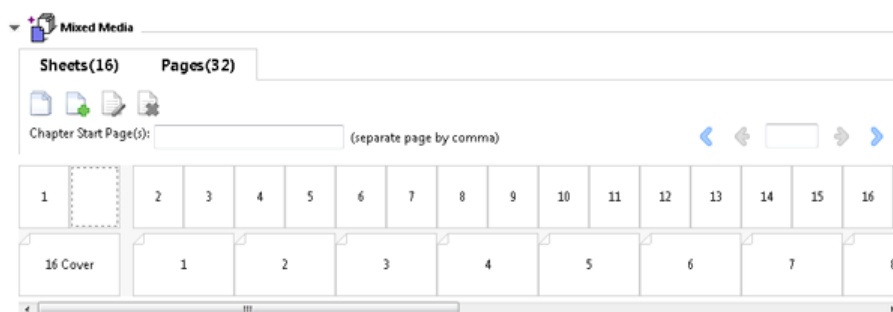 Mixed Media
Sheets(16) Pages(32)
Chapter Start Page(s): (separate page by comma)
1 2 3 4 5 6 7 8 9 10 11 12 13 14 15 16
16 Cover 1 2 3 4 5 6 7 8